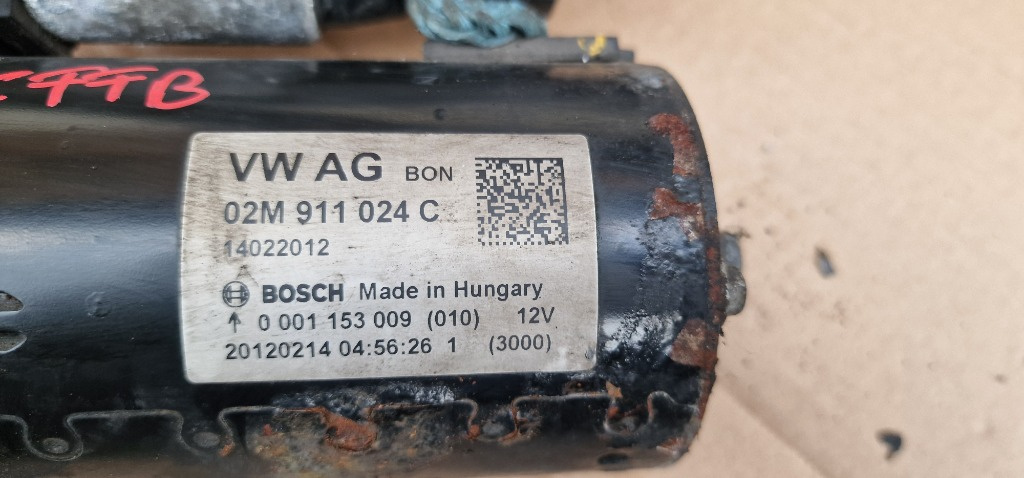 VW AG BON
02M 911 024 C
14022012
BOSCH Made in Hungary
↑ 0 001 153 009 (010) 12V
20120214 04:56:26 1 (3000)